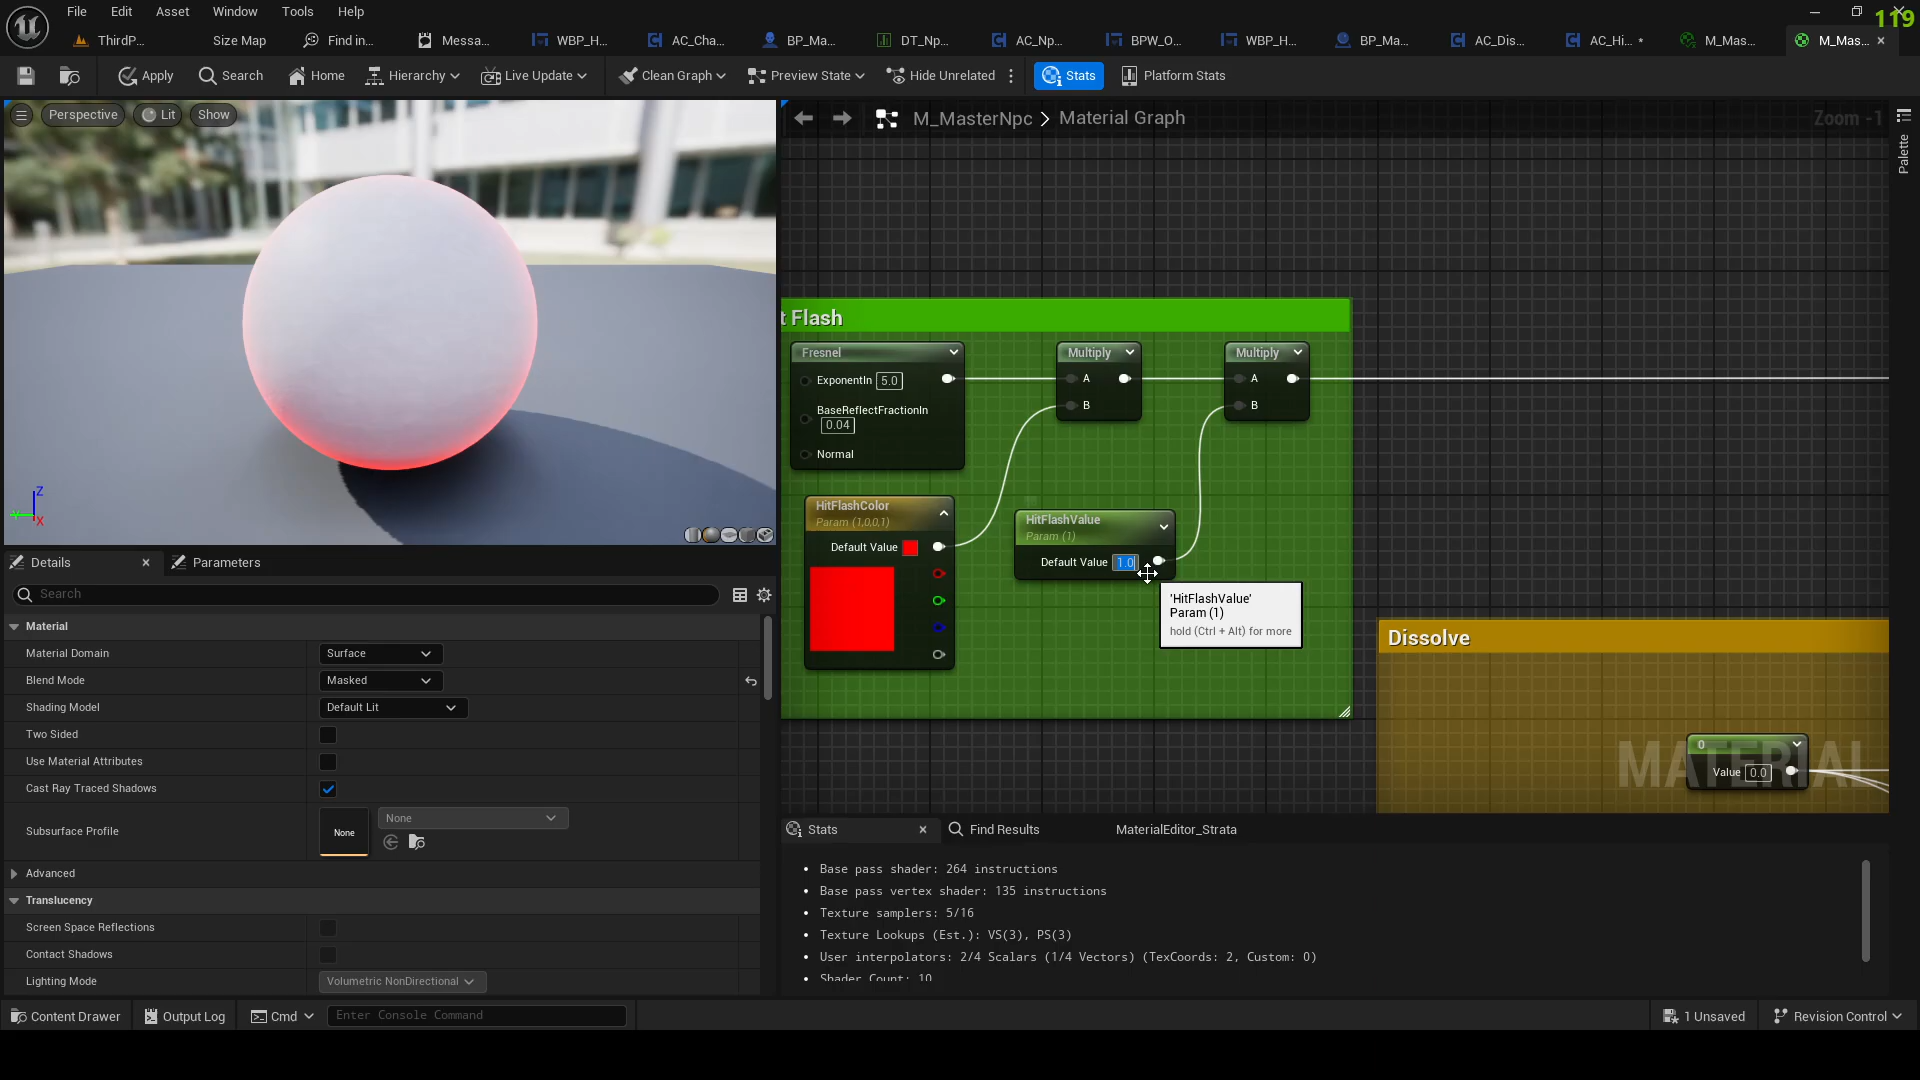 File Edit Asset Window Tools Help
119
ThirdP... Size Map Find in... Messa... WBP_H... AC_Cha... BP_Ma... DT_Np... AC_Np... BPW_O... WBP_H... BP_Ma... AC_Dis... AC_Hi... • M_Mas... M_Mas...
Apply Search Home Hierarchy Live Update Clean Graph Preview State Hide Unrelated Stats Platform Stats
Perspective Lit Show
M_MasterNpc > Material Graph
Zoom -1
Palette
t Flash
Fresnel
ExponentIn 5.0
BaseReflectFractionIn
0.04
Normal
Multiply
A
B
Multiply
A
B
HitFlashColor
Param (1,0,0,1)
Default Value
HitFlashValue
Param (1)
Default Value 1.0
'HitFlashValue'
Param (1)
hold (Ctrl + Alt) for more
Dissolve
0
Value 0.0
MATERIAL
Z
Y
X
Details Parameters
Search
Material
Material Domain Surface
Blend Mode Masked
Shading Model Default Lit
Two Sided
Use Material Attributes
Cast Ray Traced Shadows
Subsurface Profile None None
Advanced
Translucency
Screen Space Reflections
Contact Shadows
Lighting Mode Volumetric NonDirectional
Stats Find Results MaterialEditor_Strata
• Base pass shader: 264 instructions
• Base pass vertex shader: 135 instructions
• Texture samplers: 5/16
• Texture Lookups (Est.): VS(3), PS(3)
• User interpolators: 2/4 Scalars (1/4 Vectors) (TexCoords: 2, Custom: 0)
• Shader Count: 10
Content Drawer Output Log Cmd Enter Console Command 1 Unsaved Revision Control